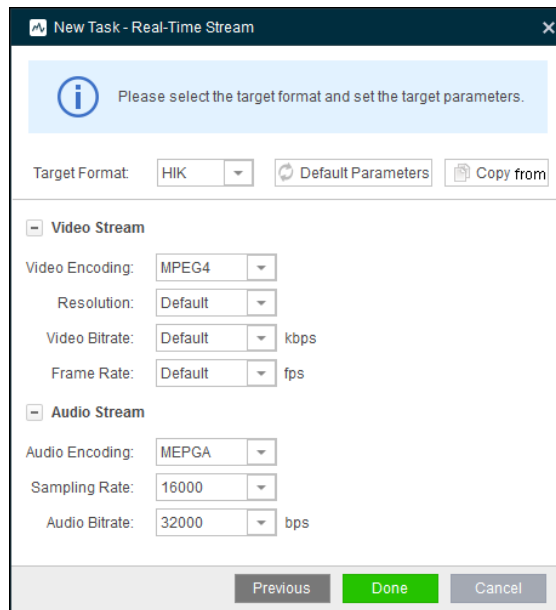 New Task - Real-Time Stream
Please select the target format and set the target parameters.
Target Format: HIK Default Parameters Copy from
Video Stream
Video Encoding: MPEG4
Resolution: Default
Video Bitrate: Default kbps
Frame Rate: Default fps
Audio Stream
Audio Encoding: MEPGA
Sampling Rate: 16000
Audio Bitrate: 32000 bps
Previous Done Cancel